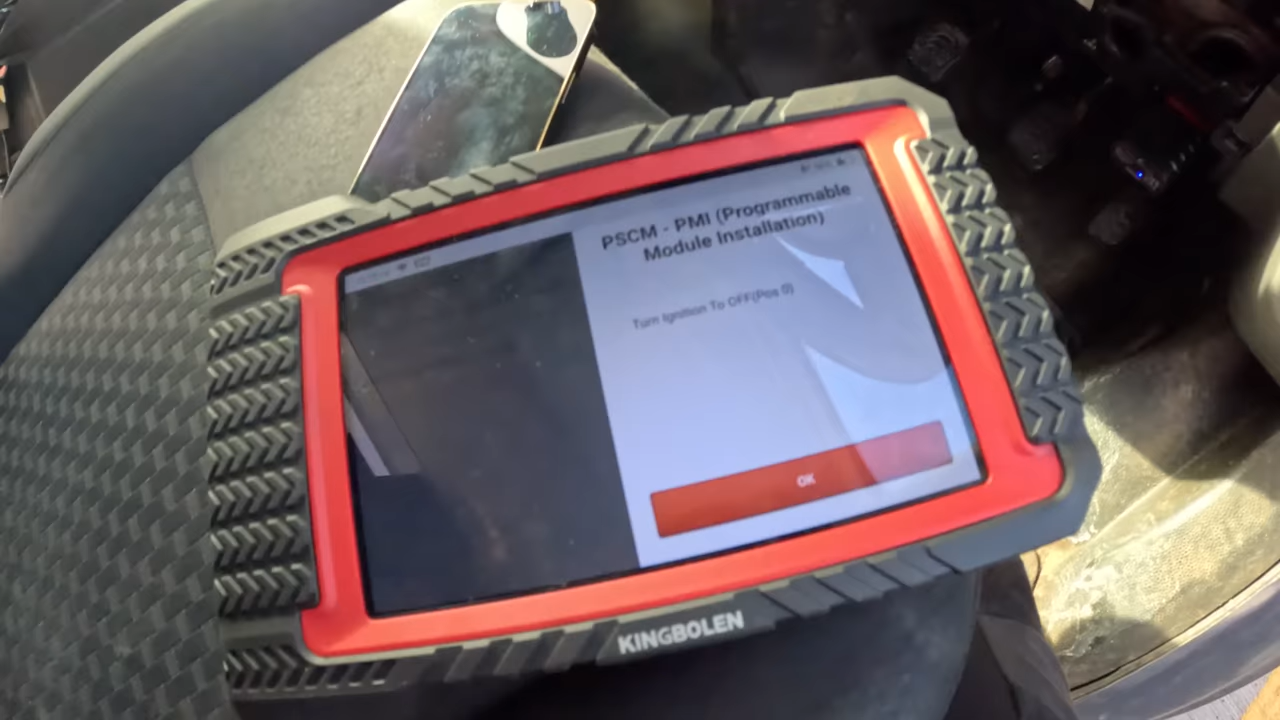 PSCM - PMI (Programmable
Module Installation)
Turn Ignition To OFF(Pos 0)
OK
KINGBOLEN